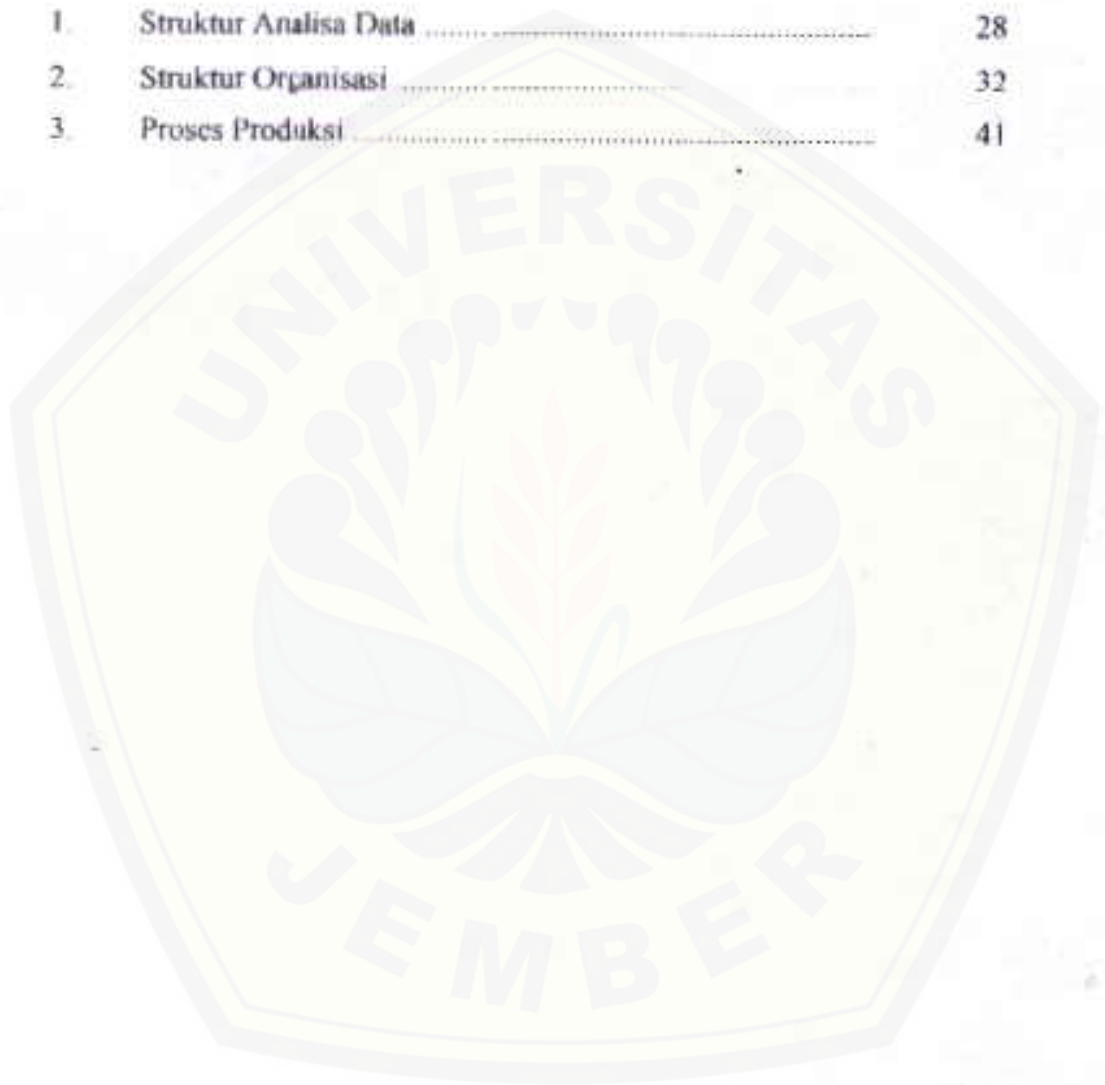 1. Struktur Analisa Data ........................................ 28
2. Struktur Organisasi ........................ 32
3. Proses Produksi ........................................ 41
UNIVERSITAS
JEMBER